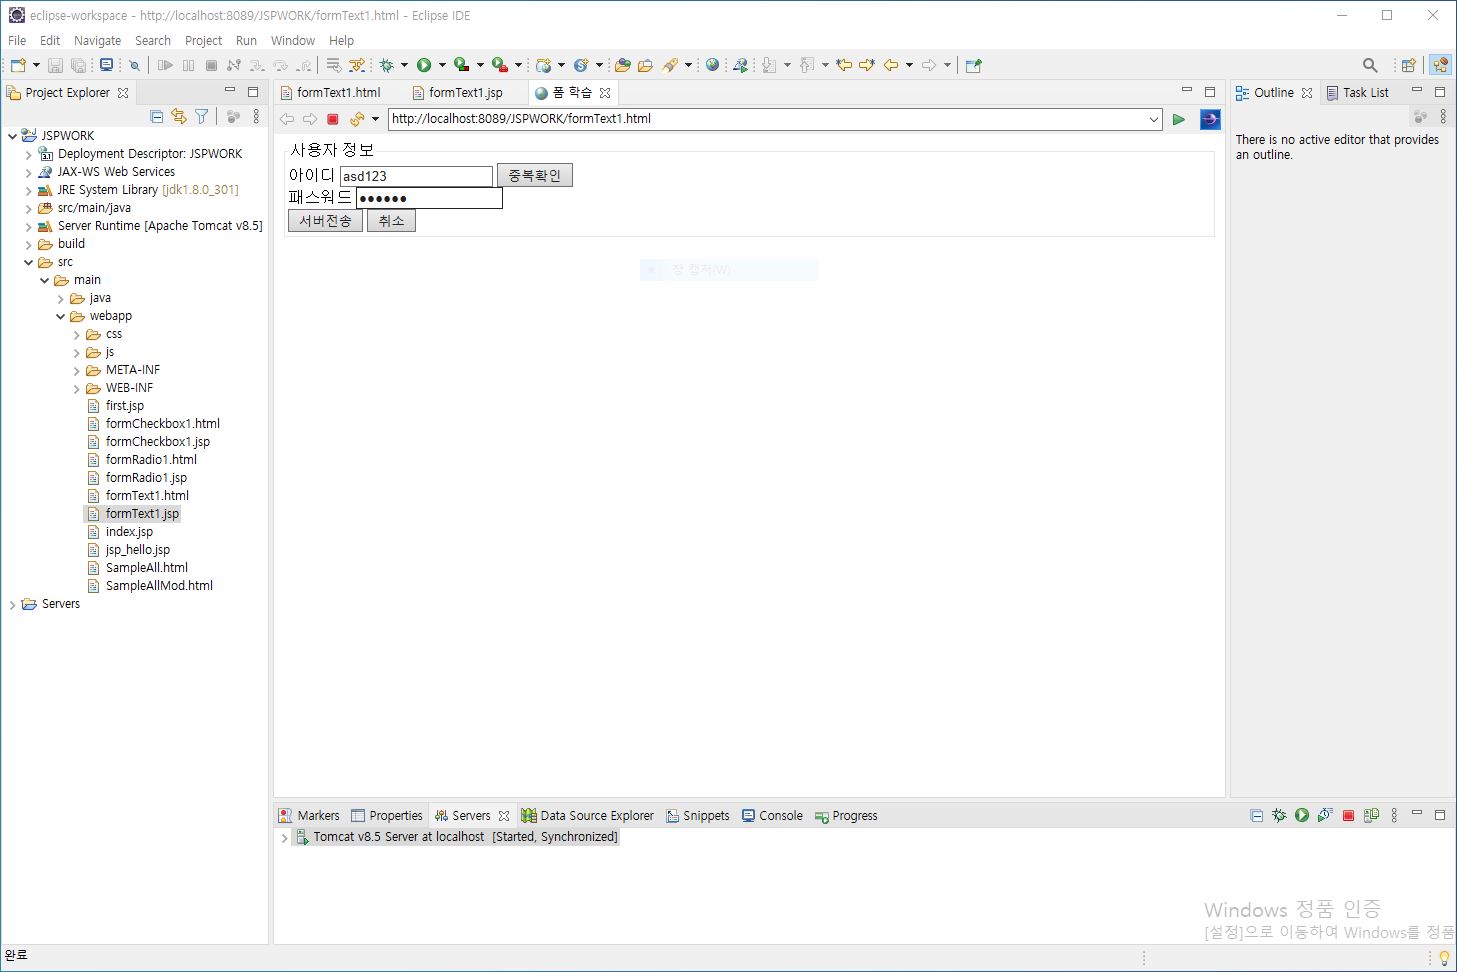 eclipse-workspace - http://localhost:8089/JSPWORK/formText1.html - Eclipse IDE
File Edit Navigate Search Project Run Window Help
Project Explorer
formText1.html formText1.jsp 폼 학습
Outline Task List
http://localhost:8089/JSPWORK/formText1.html
JSPWORK
Deployment Descriptor: JSPWORK
JAX-WS Web Services
JRE System Library [jdk1.8.0_301]
src/main/java
Server Runtime [Apache Tomcat v8.5]
build
src
main
java
webapp
css
js
META-INF
WEB-INF
first.jsp
formCheckbox1.html
formCheckbox1.jsp
formRadio1.html
formRadio1.jsp
formText1.html
formText1.jsp
index.jsp
jsp_hello.jsp
SampleAll.html
SampleAllMod.html
Servers
사용자 정보
아이디 asd123 중복확인
패스워드 ●●●●●●
서버전송 취소
창 캡처(W)
There is no active editor that provides
an outline.
Markers Properties Servers Data Source Explorer Snippets Console Progress
Tomcat v8.5 Server at localhost [Started, Synchronized]
Windows 정품 인증
[설정]으로 이동하여 Windows를 정품
완료